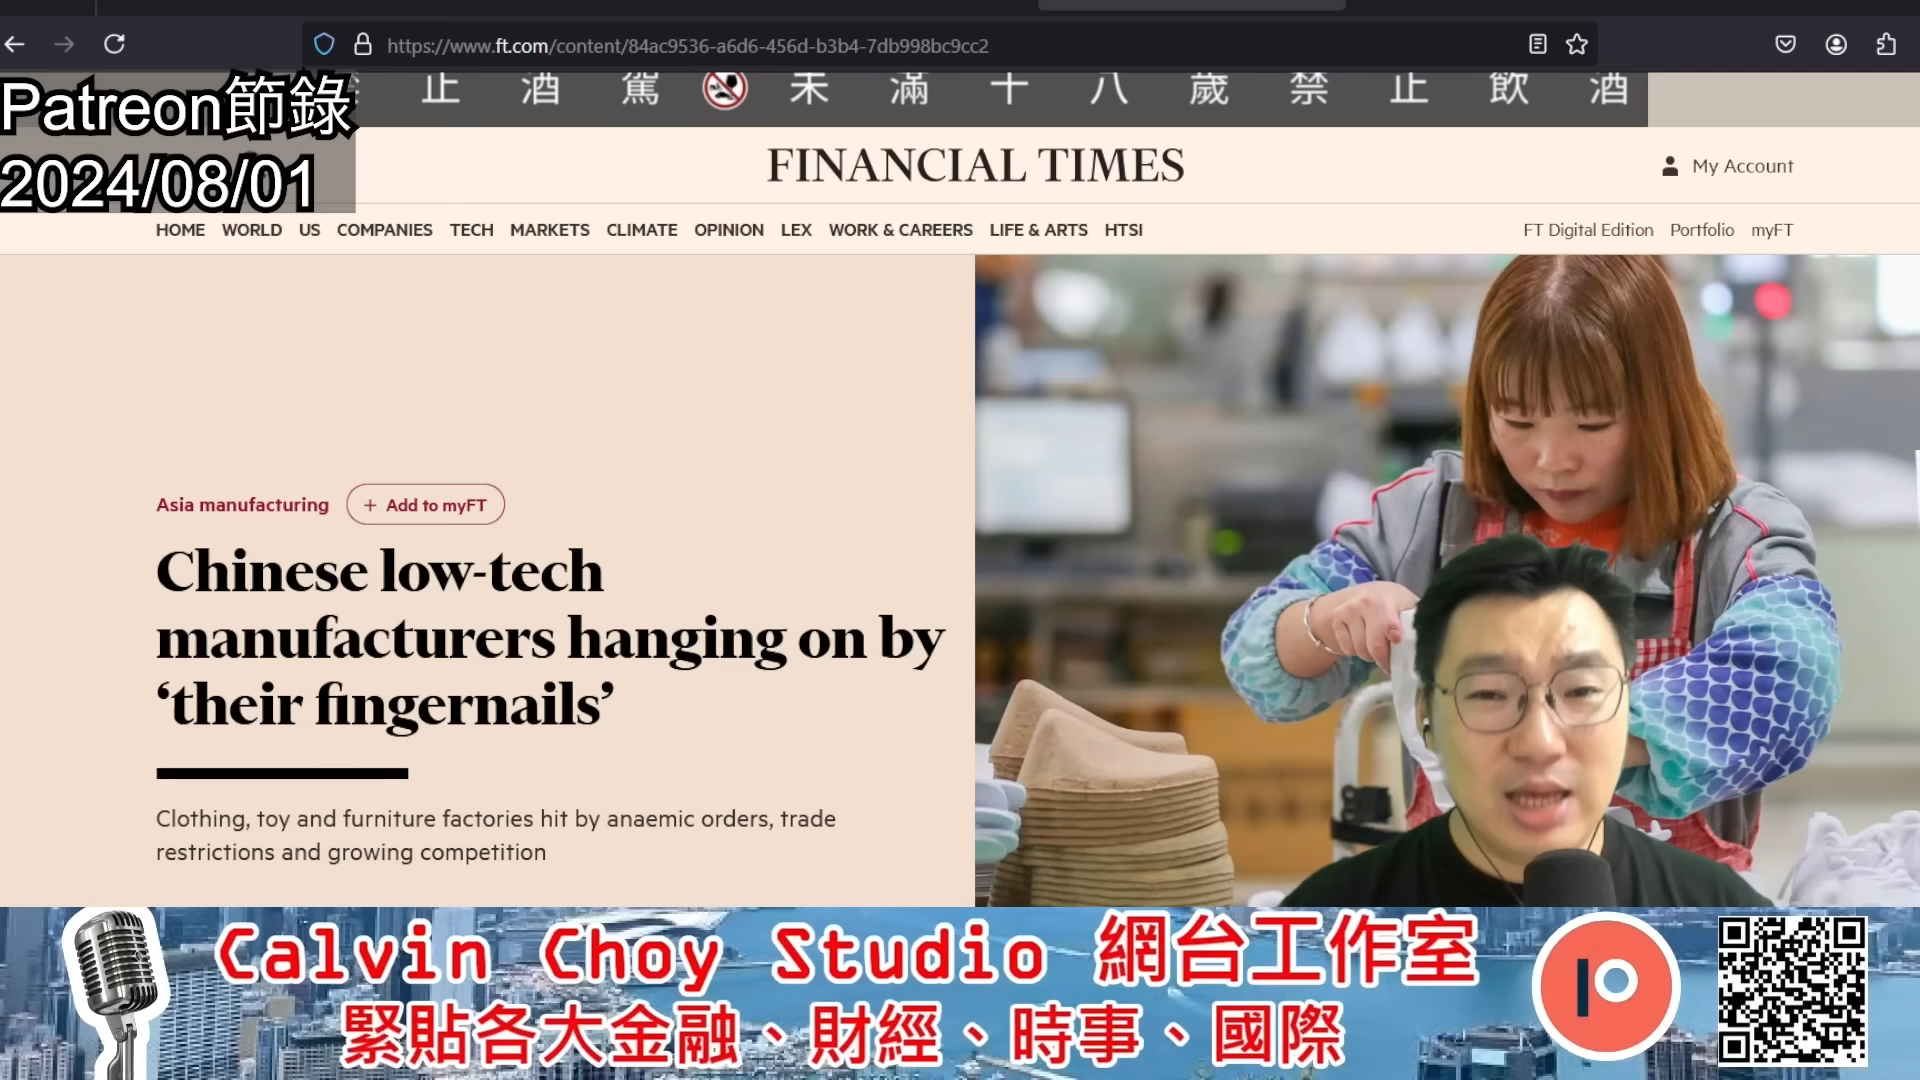 https://www.ft.com/content/84ac9536-a6d6-456d-b3b4-7db998bc9cc2
止 酒 駕 未 滿 十 八 歲 禁 止 飲 酒
Patreon節錄
2024/08/01
FINANCIAL TIMES
My Account
HOME WORLD US COMPANIES TECH MARKETS CLIMATE OPINION LEX WORK & CAREERS LIFE & ARTS HTSI
FT Digital Edition Portfolio myFT
Asia manufacturing
+ Add to myFT
Chinese low-tech
manufacturers hanging on by
‘their fingernails’
Clothing, toy and furniture factories hit by anaemic orders, trade
restrictions and growing competition
Calvin Choy Studio 網台工作室
緊貼各大金融、財經、時事、國際